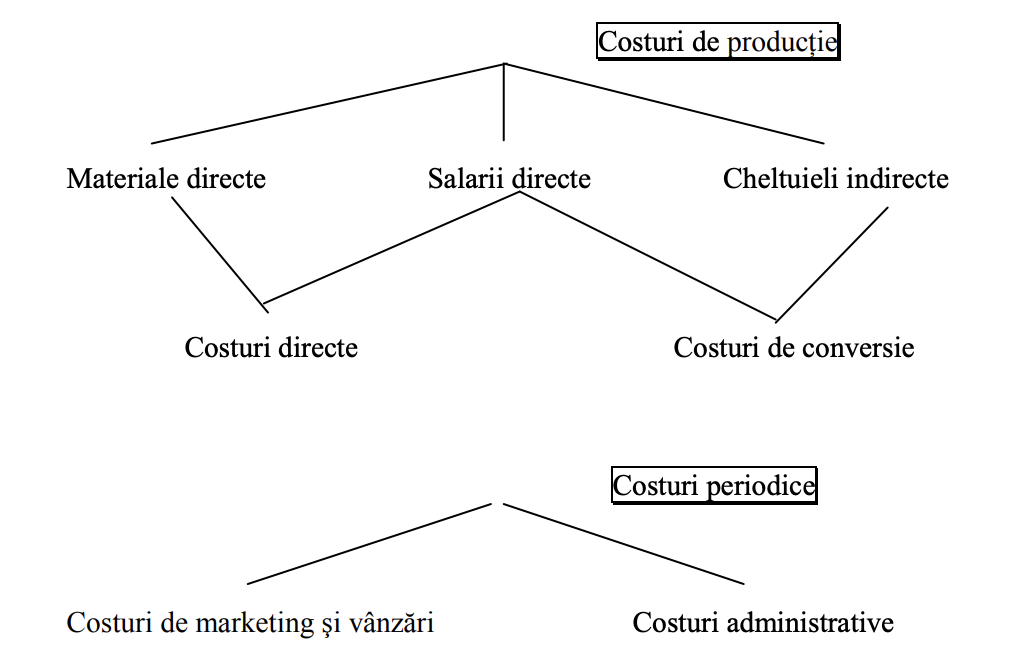 Costuri de producție
Materiale directe Salarii directe Cheltuieli indirecte
Costuri directe Costuri de conversie
Costuri periodice
Costuri de marketing şi vânzări Costuri administrative